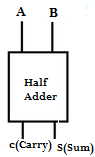 A B
Half
Adder
c(Carry) S(Sum)